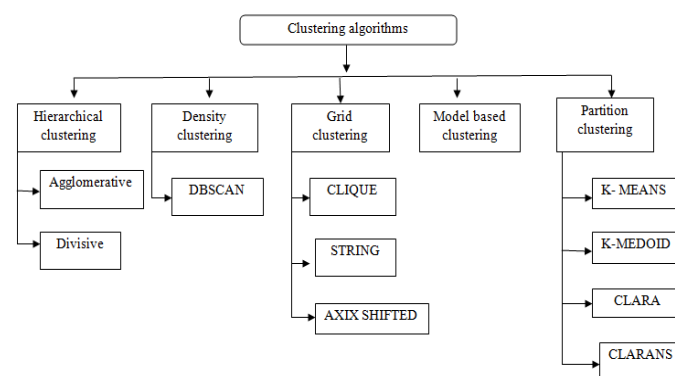 Clustering algorithms
Hierarchical
clustering
Density
clustering
Grid
clustering
Model based
clustering
Partition
clustering
Agglomerative
Divisive
DBSCAN
CLIQUE
STRING
AXIX SHIFTED
K- MEANS
K-MEDOID
CLARA
CLARANS